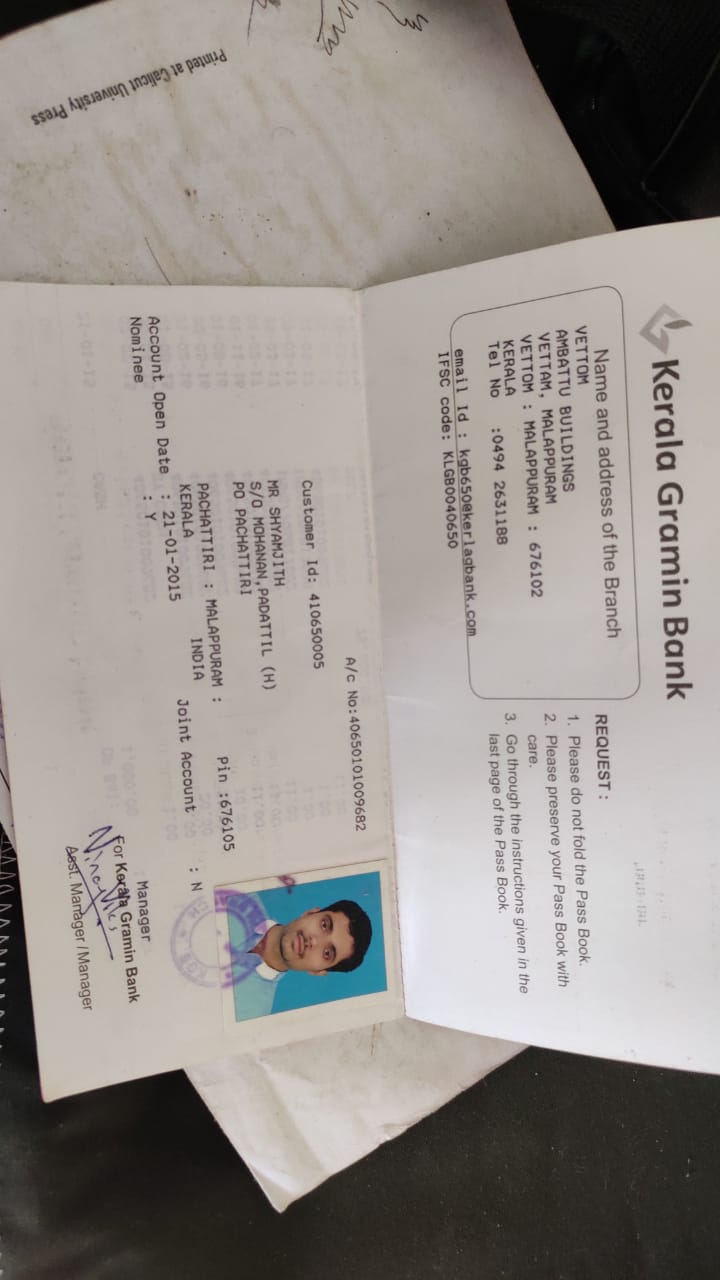 Kerala Gramin Bank
Name and address of the Branch
VETTOM
AMBATTU BUILDINGS
VETTAM, MALAPPURAM
VETTOM : MALAPPURAM : 676102
KERALA
Tel No :0494 2631188
email Id : kgb650@kerlagbank.com
IFSC code: KLGB0040650
REQUEST :
1. Please do not fold the Pass Book.
2. Please preserve your Pass Book with
care.
3. Go through the instructions given in the
last page of the Pass Book.
A/c No:40650101009682
Customer Id: 410650005
MR SHYAMJITH
S/O MOHANAN,PADATTIL (H)
PO PACHATTIRI
PACHATTIRI : MALAPPURAM : Pin :676105
KERALA INDIA
Account Open Date : 21-01-2015 Joint Account : N
Nominee : Y
Manager
For Kerala Gramin Bank
Asst. Manager / Manager
Printed at Calicut University Press